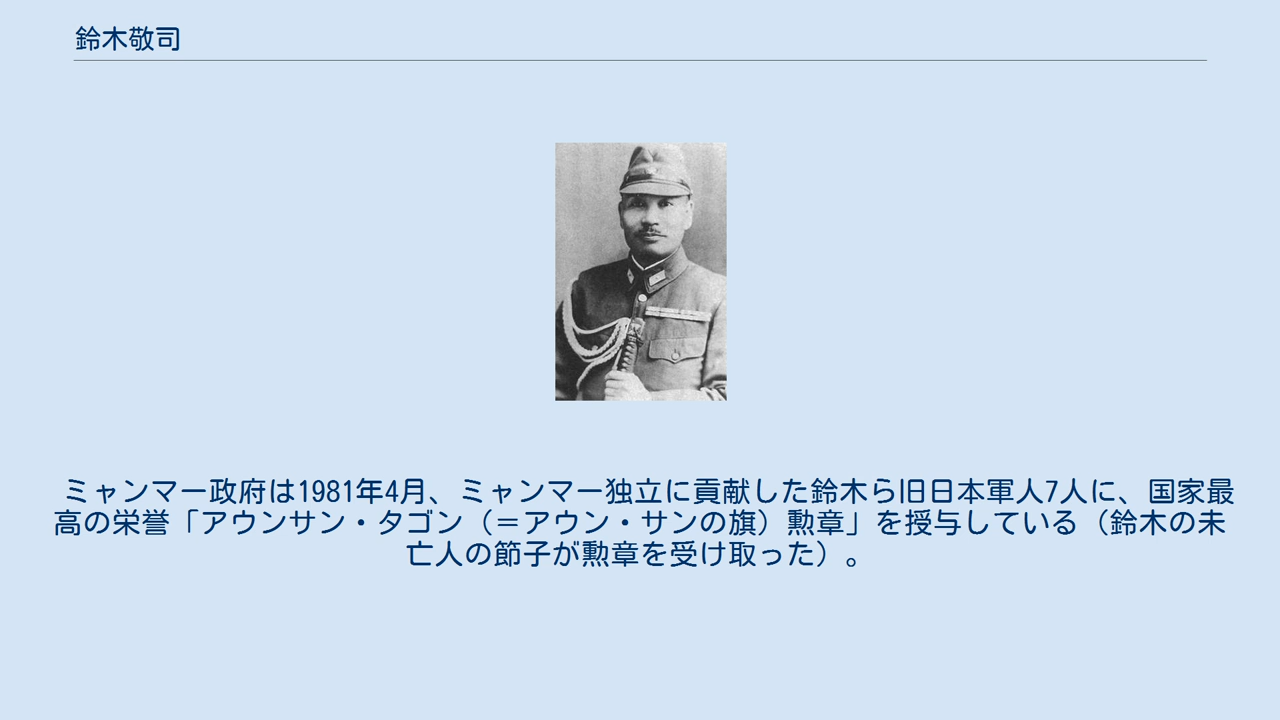 鈴木敬司
ミャンマー政府は1981年4月、ミャンマー独立に貢献した鈴木ら旧日本軍人7人に、国家最
高の栄誉「アウンサン・タゴン（＝アウン・サンの旗）勲章」を授与している（鈴木の未
亡人の節子が勲章を受け取った）。